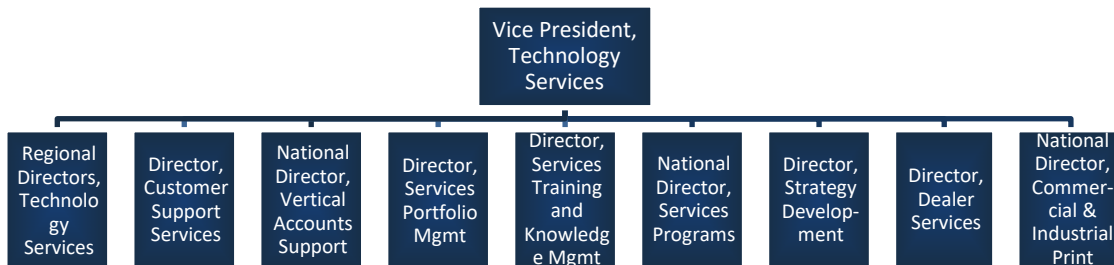 Vice President,
Technology
Services
Regional
Directors,
Technolo
gy
Services
Director,
Customer
Support
Services
National
Director,
Vertical
Accounts
Support
Director,
Services
Portfolio
Mgmt
Director,
Services
Training
and
Knowledg
e Mgmt
National
Director,
Services
Programs
Director,
Strategy
Develop-
ment
Director,
Dealer
Services
National
Director,
Commer-
cial &
Industrial
Print